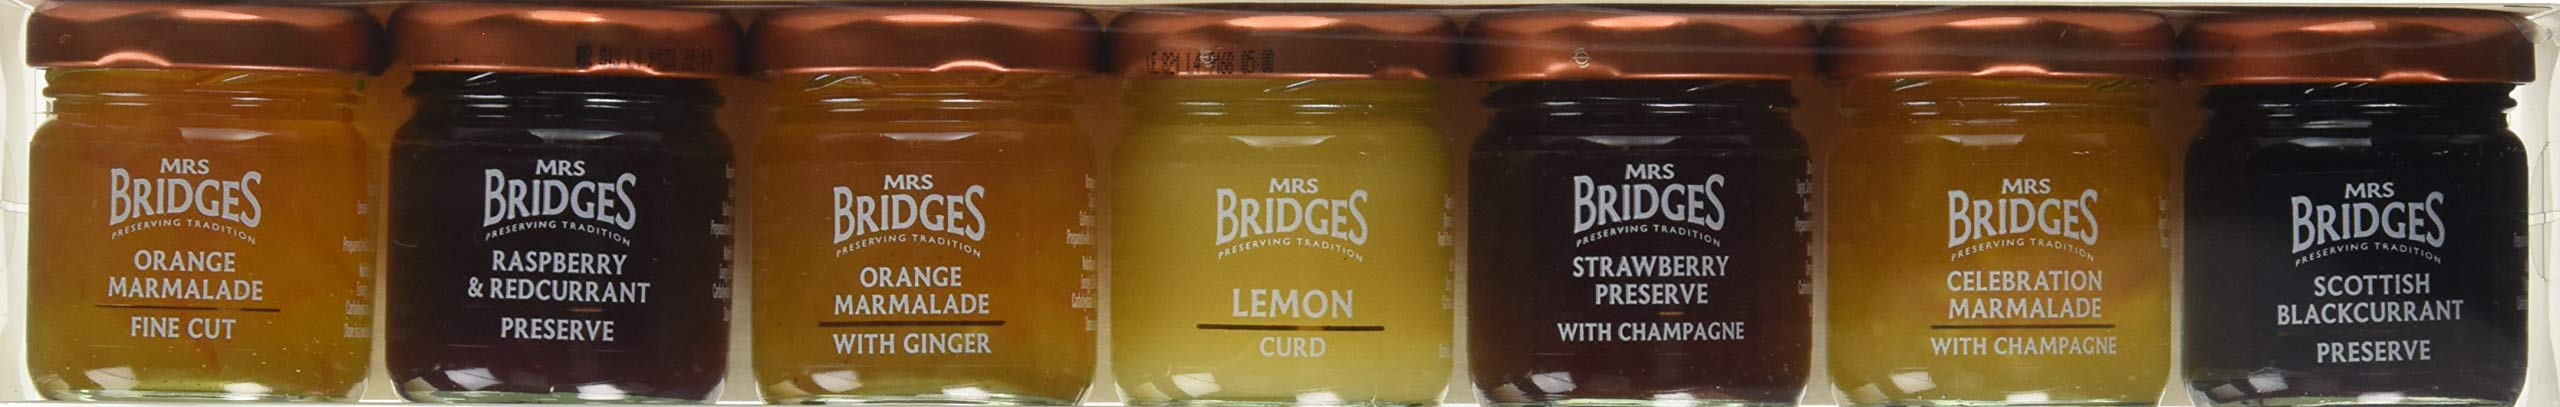 MRS
BRIDGES
PRESERVING TRADITION
ORANGE
MARMALADE
FINE CUT
MRS
BRIDGES
PRESERVING TRADITION
RASPBERRY
& REDCURRANT
PRESERVE
MRS
BRIDGES
PRESERVING TRADITION
ORANGE
MARMALADE
WITH GINGER
MRS
BRIDGES
PRESERVING TRADITION
LEMON
CURD
MRS
BRIDGES
PRESERVING TRADITION
STRAWBERRY
PRESERVE
WITH CHAMPAGNE
MRS
BRIDGES
PRESERVING TRADITION
CELEBRATION
MARMALADE
WITH CHAMPAGNE
MRS
BRIDGES
PRESERVING TRADITION
SCOTTISH
BLACKCURRANT
PRESERVE